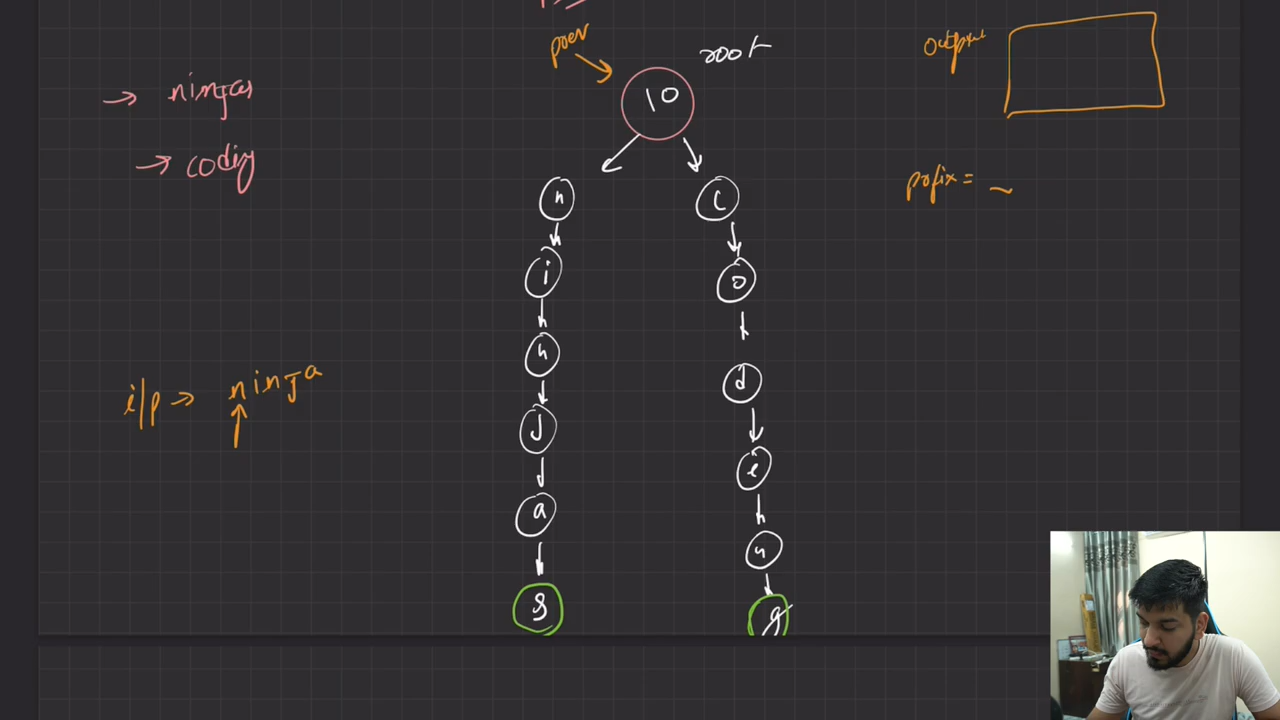 prev
root
output
10
→ ninjas
→ coding
prefix = ~
n
c
i
o
n
i/p → ninja
d
J
i
a
n
s
g